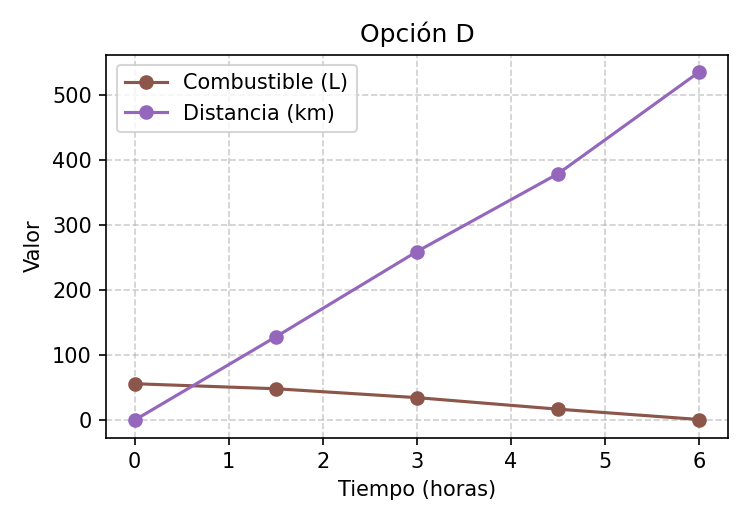 Opción D
Combustible (L)
Distancia (km)
Valor
500
400
300
200
100
0
0 1 2 3 4 5 6
Tiempo (horas)